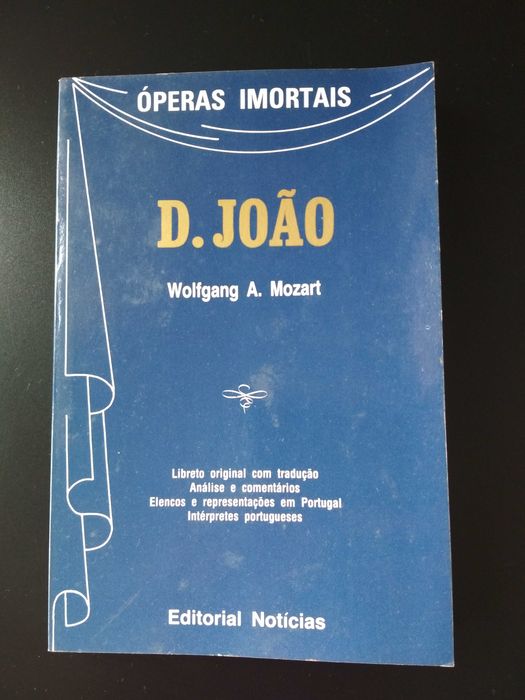 ÓPERAS IMORTAIS
D. JOÃO
Wolfgang A. Mozart
Libreto original com tradução
Análise e comentários
Elencos e representações em Portugal
Intérpretes portugueses
Editorial Notícias